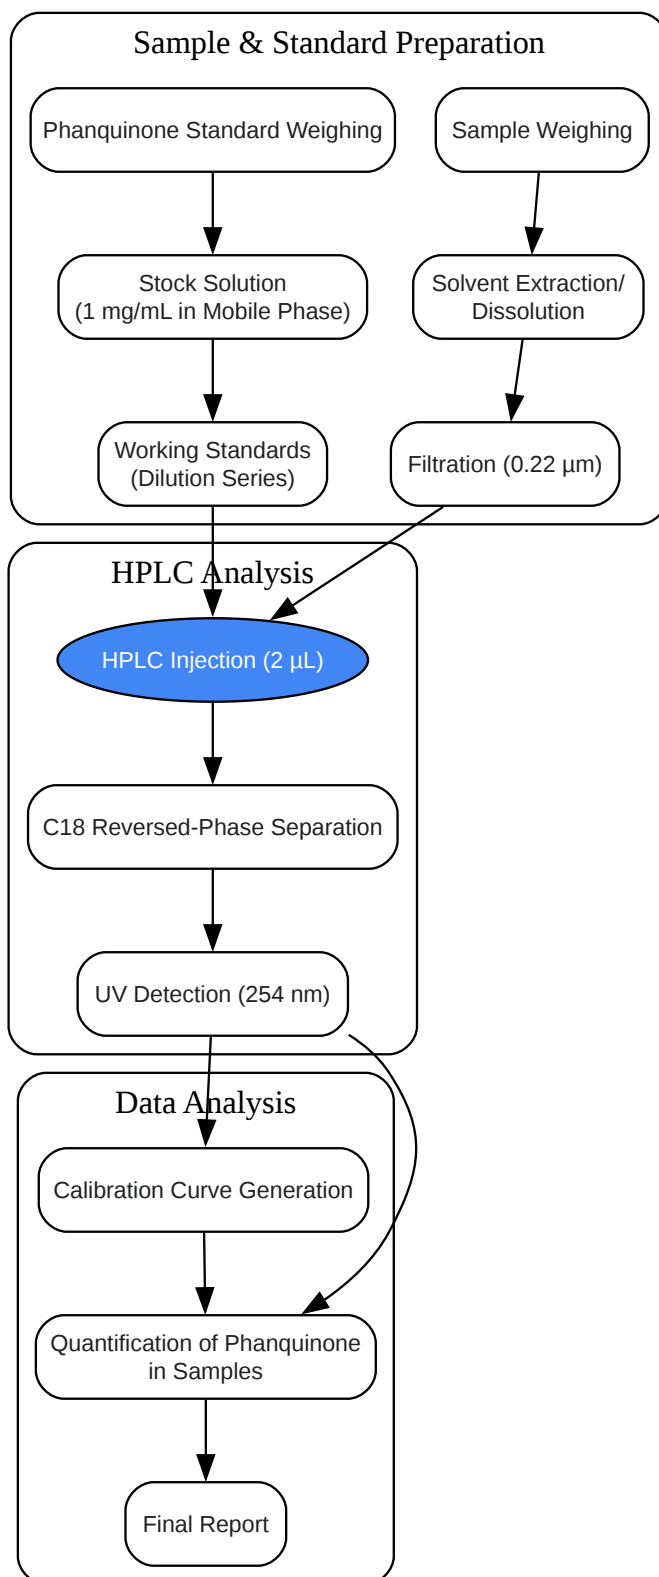 Sample & Standard Preparation
Phanquinone Standard Weighing
Sample Weighing
Stock Solution
(1 mg/mL in Mobile Phase)
Solvent Extraction/
Dissolution
Working Standards
(Dilution Series)
Filtration (0.22 µm)
HPLC Analysis
HPLC Injection (2 µL)
C18 Reversed-Phase Separation
UV Detection (254 nm)
Data Analysis
Calibration Curve Generation
Quantification of Phanquinone
in Samples
Final Report